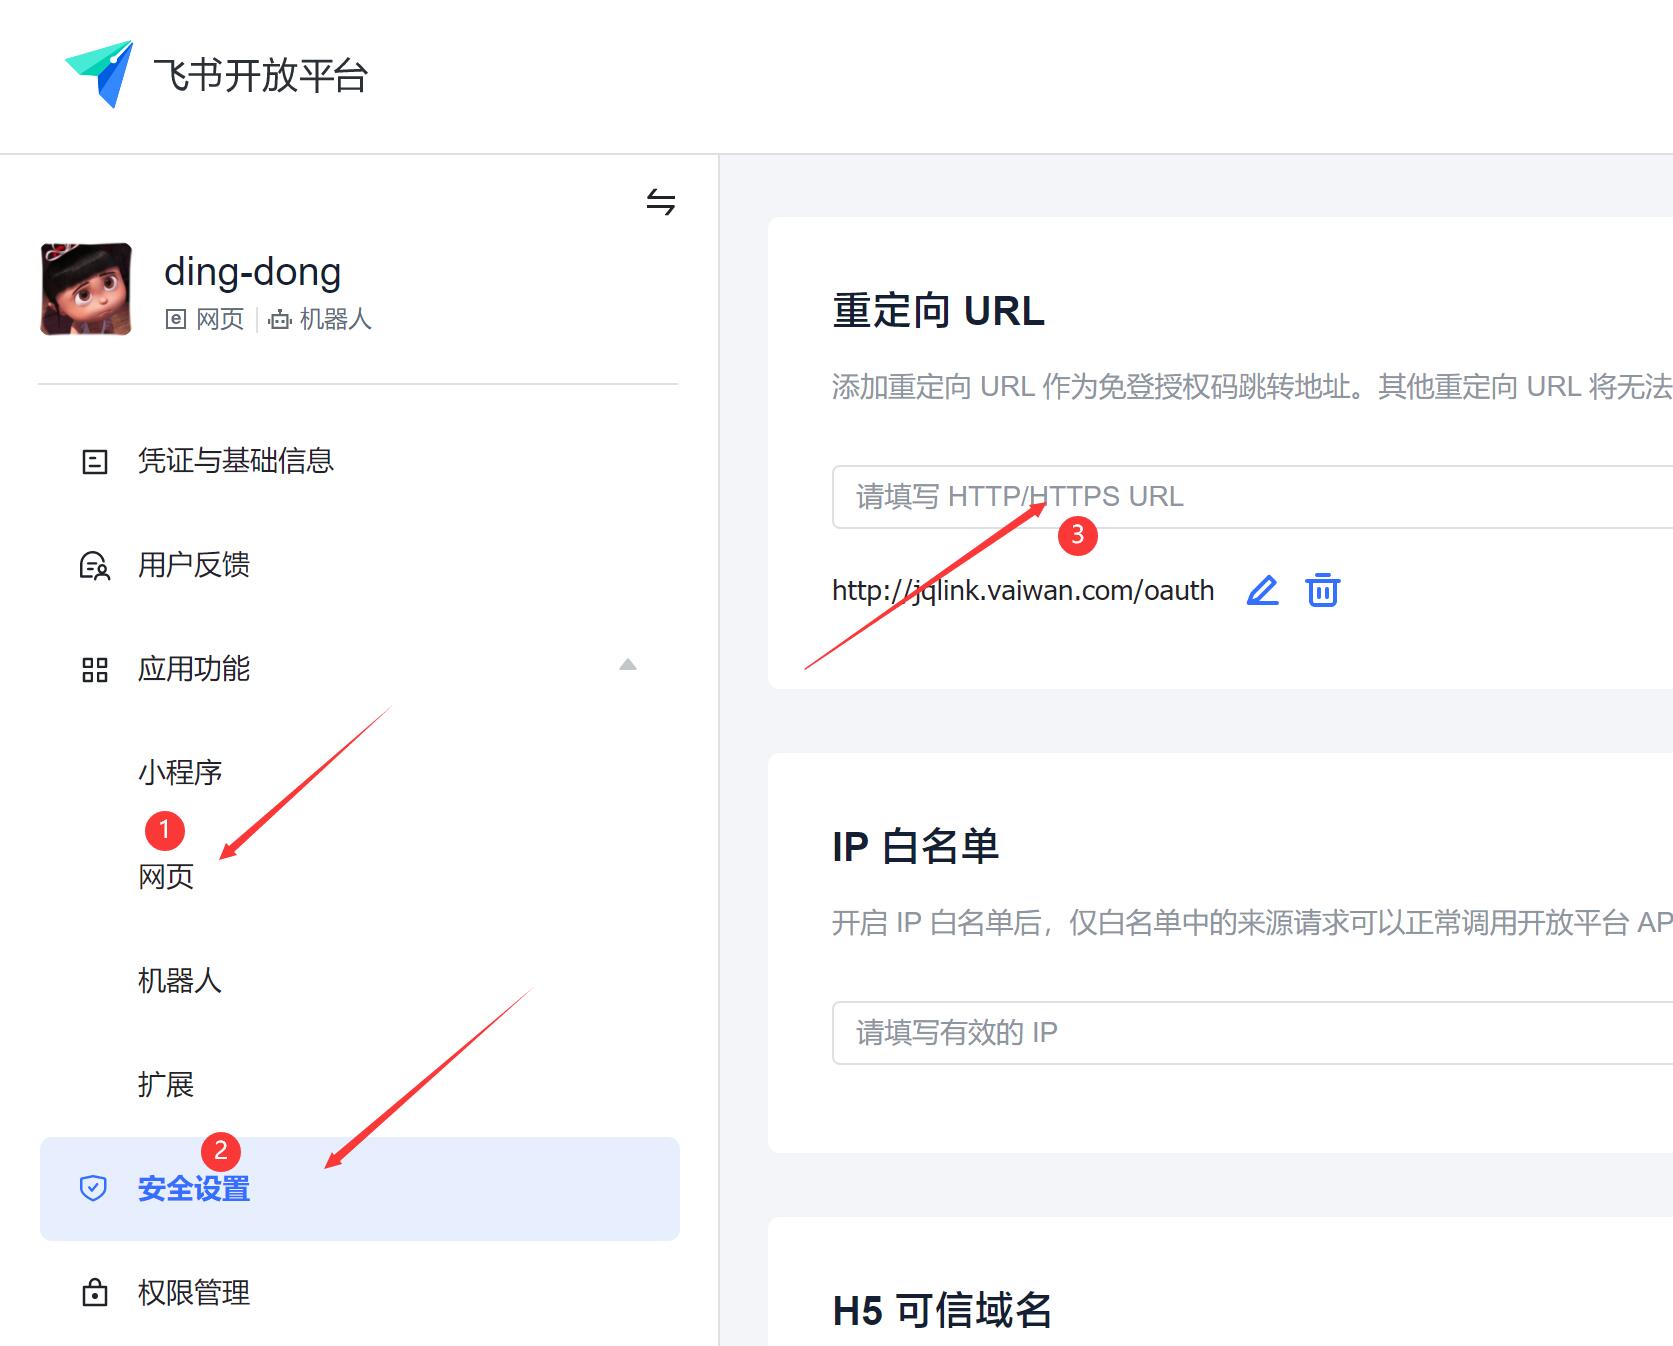 飞书开放平台
ding-dong
网页 机器人
凭证与基础信息
用户反馈
应用功能
小程序
1
网页
机器人
扩展
2
安全设置
权限管理
重定向 URL
添加重定向 URL 作为免登授权码跳转地址。其他重定向 URL 将无法
请填写 HTTP/HTTPS URL
3
http://jqlink.vaiwan.com/oauth
IP 白名单
开启 IP 白名单后，仅白名单中的来源请求可以正常调用开放平台 AP
请填写有效的 IP
H5 可信域名